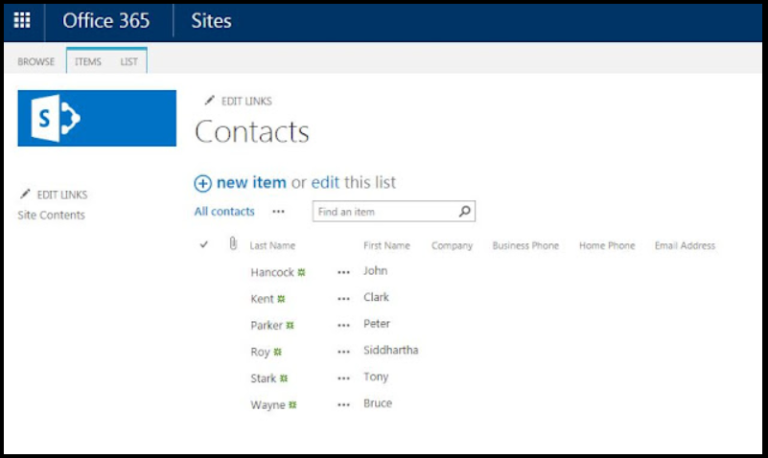 Office 365 Sites
BROWSE ITEMS LIST
S
EDIT LINKS
Contacts
EDIT LINKS
Site Contents
new item or edit this list
All contacts ••• Find an item
Last Name First Name Company Business Phone Home Phone Email Address
Hancock ••• John
Kent ••• Clark
Parker ••• Peter
Roy ••• Siddhartha
Stark ••• Tony
Wayne ••• Bruce